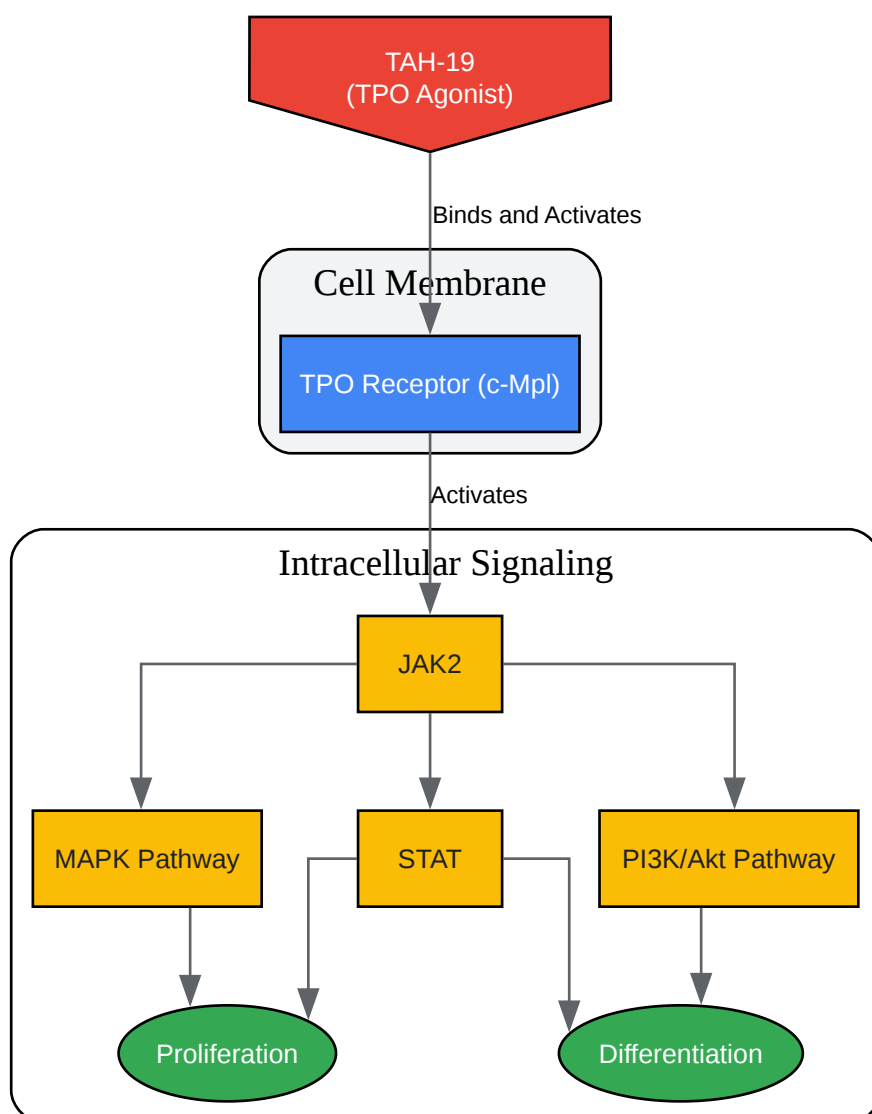 TAH-19
(TPO Agonist)
Binds and Activates
Cell Membrane
TPO Receptor (c-Mpl)
Activates
Intracellular Signaling
JAK2
MAPK Pathway
STAT
PI3K/Akt Pathway
Proliferation
Differentiation